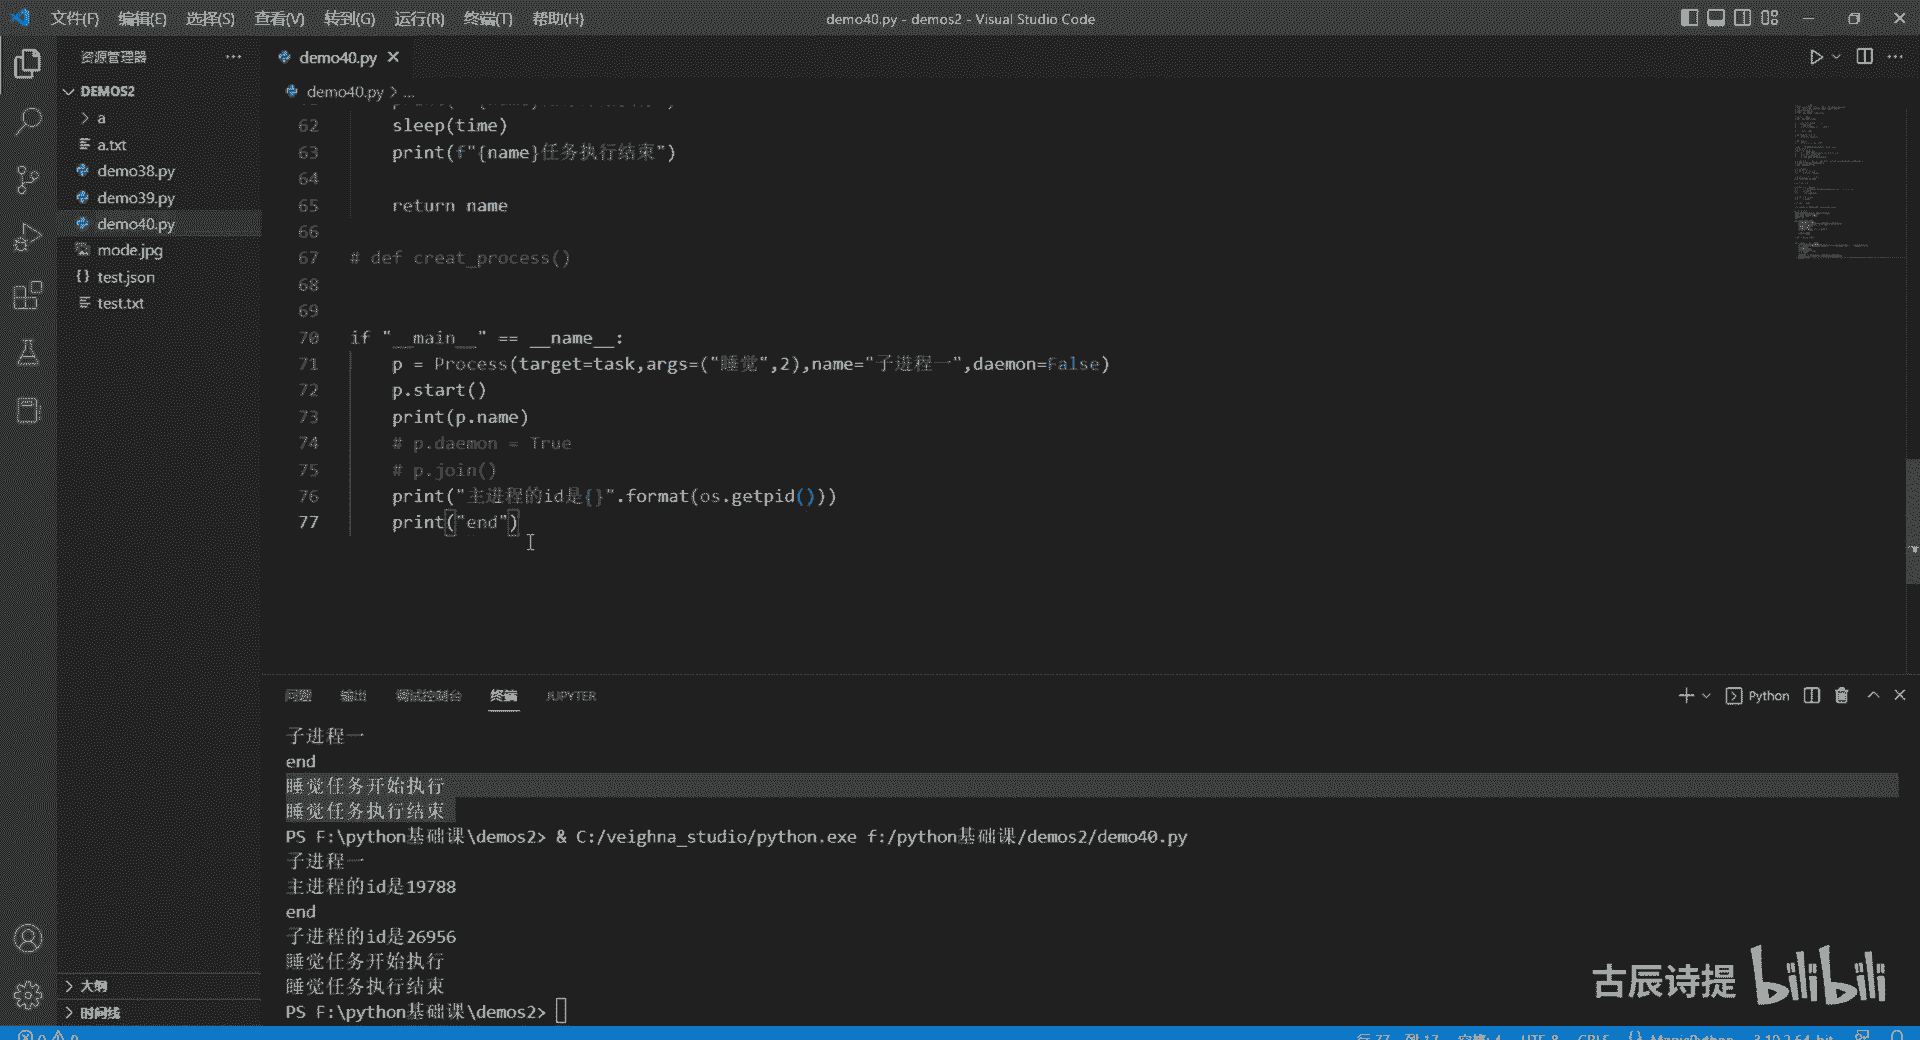 文件(F) 编辑(E) 选择(S) 查看(V) 转到(G) 运行(R) 终端(T) 帮助(H)
demo40.py - demos2 - Visual Studio Code
资源管理器
DEMOS2
a
a.txt
demo38.py
demo39.py
demo40.py
mode.jpg
test.json
test.txt
大纲
时间线
demo40.py
demo40.py > ...
62 sleep(time)
63 print(f"{name}任务执行结束")
64
65 return name
66
67 # def creat_process()
68
69
70 if "__main__" == __name__:
71 p = Process(target=task,args=("睡觉",2),name="子进程一",daemon=False)
72 p.start()
73 print(p.name)
74 # p.daemon = True
75 # p.join()
76 print("主进程的id是{}".format(os.getpid()))
77 print("end")
问题 输出 调试控制台 终端 JUPYTER
Python
子进程一
end
睡觉任务开始执行
睡觉任务执行结束
PS F:\python基础课\demos2> & C:/veighna_studio/python.exe f:/python基础课/demos2/demo40.py
子进程一
主进程的id是19788
end
子进程的id是26956
睡觉任务开始执行
睡觉任务执行结束
PS F:\python基础课\demos2>
古辰诗提 bilibili